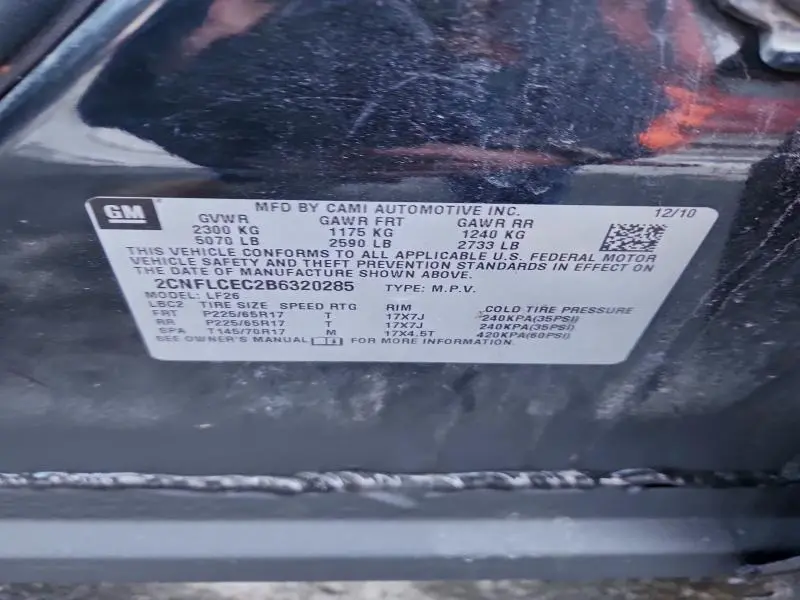 GM
MFD BY CAMI AUTOMOTIVE INC. 12/10
GVWR GAWR FRT GAWR RR
2300 KG 1175 KG 1240 KG
5070 LB 2590 LB 2733 LB
THIS VEHICLE CONFORMS TO ALL APPLICABLE U.S. FEDERAL MOTOR
VEHICLE SAFETY AND THEFT PREVENTION STANDARDS IN EFFECT ON
THE DATE OF MANUFACTURE SHOWN ABOVE.
2CNFLCEC2B6320285 TYPE: M.P.V.
MODEL: LF26
LBC2 TIRE SIZE SPEED RTG RIM COLD TIRE PRESSURE
FRT P225/65R17 T 17X7J 240KPA(35PSI)
RR P225/65R17 T 17X7J 240KPA(35PSI)
SPA T145/70R17 M 17X4.5T 420KPA(60PSI)
SEE OWNER'S MANUAL FOR MORE INFORMATION.